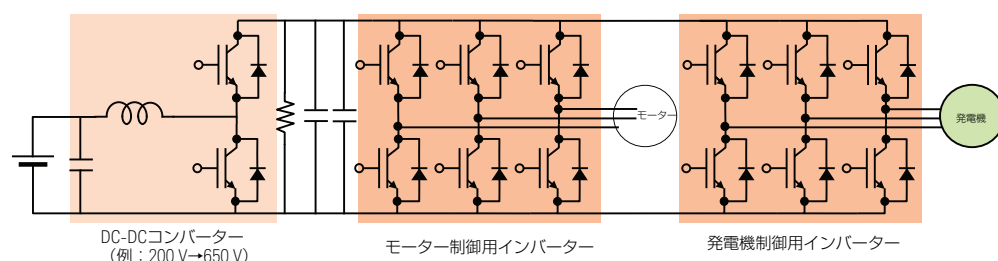 モーター
発電機
DC-DCコンバーター
(例:200 V→650 V)
モーター制御用インバーター
発電機制御用インバーター